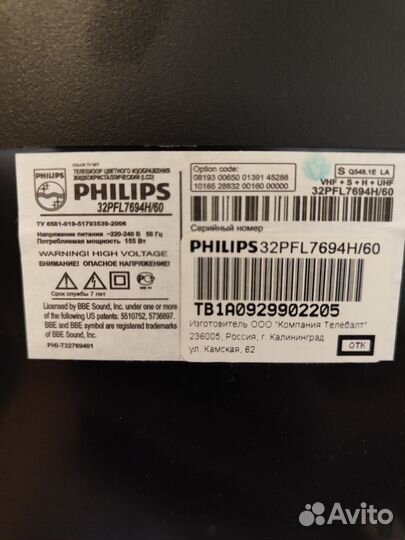 COLOR TV SET
ТЕЛЕВИЗОР ЦВЕТНОГО ИЗОБРАЖЕНИЯ
ЖИДКОКРИСТАЛЛИЧЕСКИЙ (LCD)
PHILIPS
PHILIPS
32PFL7694H/60
ТУ 6581-019-51793539-2006
Напряжение питания ~220-240 В 50 Гц
Потребляемая мощность 155 Вт
WARNING! HIGH VOLTAGE
ВНИМАНИЕ! ОПАСНОЕ НАПРЯЖЕНИЕ!
Срок службы 7 лет
Licensed by BBE Sound, Inc. under one or more
of the following US patents: 5510752, 5736897.
BBE and BBE symbol are registered trademarks
of BBE Sound, Inc.
PHI-T32769401
Option code:
08193 00650 01391 45288
10165 28832 00160 00000
S Q548.1E LA
VHF + S + H + UHF
32PFL7694H/60
Серийный номер
PHILIPS 32PFL7694H/60
TB1A0929902205
Изготовитель ООО "Компания Телебалт"
236005, Россия, г. Калининград
ул. Камская, 62
ОТК
Avito